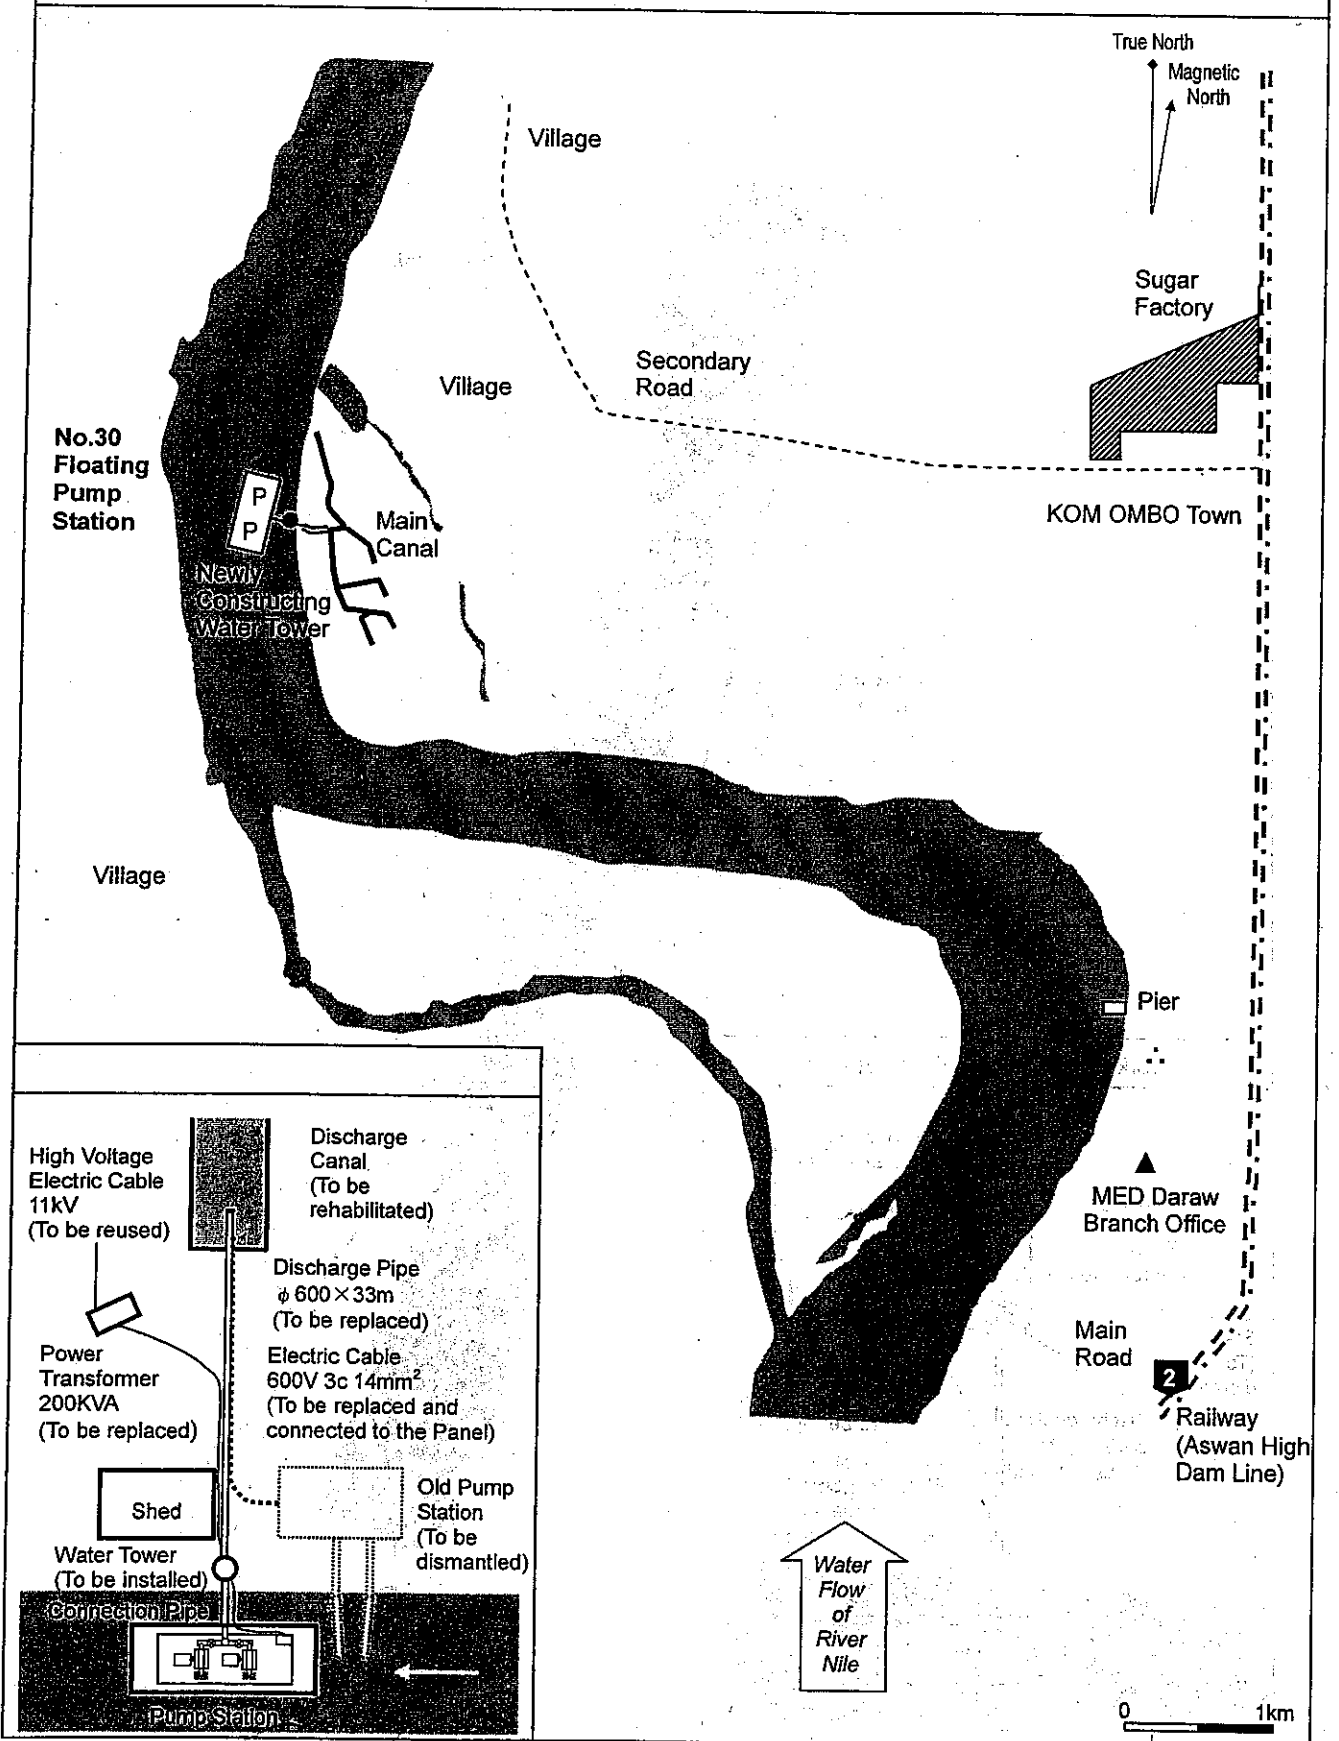 True North
Magnetic
North
Village
Sugar
Factory
Secondary
Road
Village
No.30
Floating
Pump
Station
P
P
Main
Canal
KOM OMBO Town
Newly
Constructing
Water Tower
Village
Pier
MED Daraw
Branch Office
Main
Road
2
Railway
(Aswan High
Dam Line)
Water
Flow
of
River
Nile
0 1km
High Voltage
Electric Cable
11kV
(To be reused)
Discharge
Canal
(To be
rehabilitated)
Discharge Pipe
φ 600×33m
(To be replaced)
Power
Transformer
200KVA
(To be replaced)
Electric Cable
600V 3c 14mm²
(To be replaced and
connected to the Panel)
Shed
Old Pump
Station
(To be
dismantled)
Water Tower
(To be installed)
Connection Pipe
Pump Station